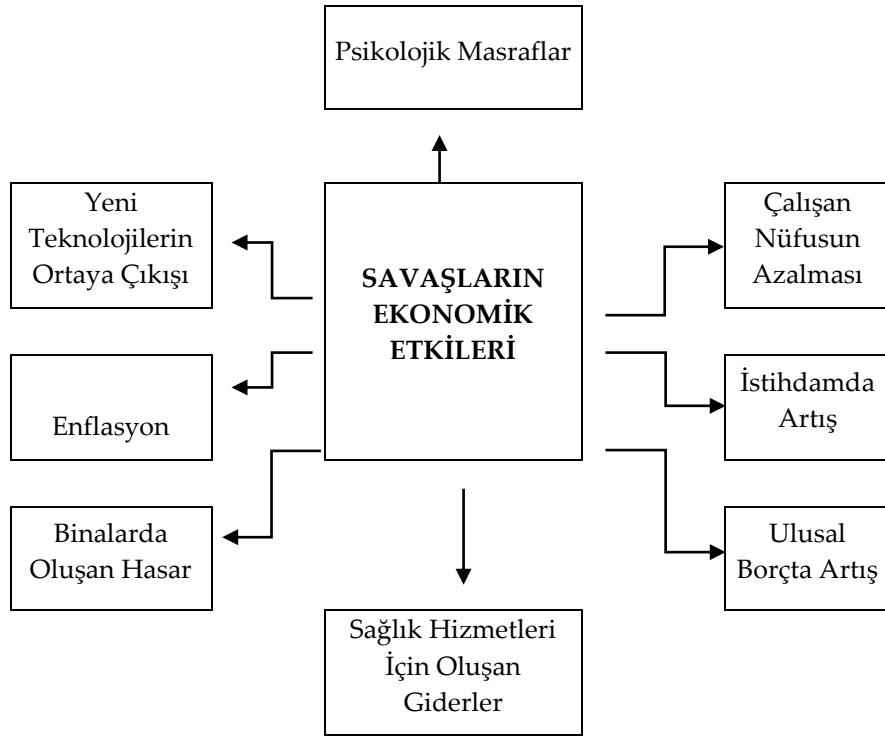 Psikolojik Masraflar
Yeni
Teknolojilerin
Ortaya Çıkışı
SAVAŞLARIN
EKONOMİK
ETKİLERİ
Çalışan
Nüfusun
Azalması
Enflasyon
İstihdamda
Artış
Binalarda
Oluşan Hasar
Ulusal
Borçta Artış
Sağlık Hizmetleri
İçin Oluşan
Giderler